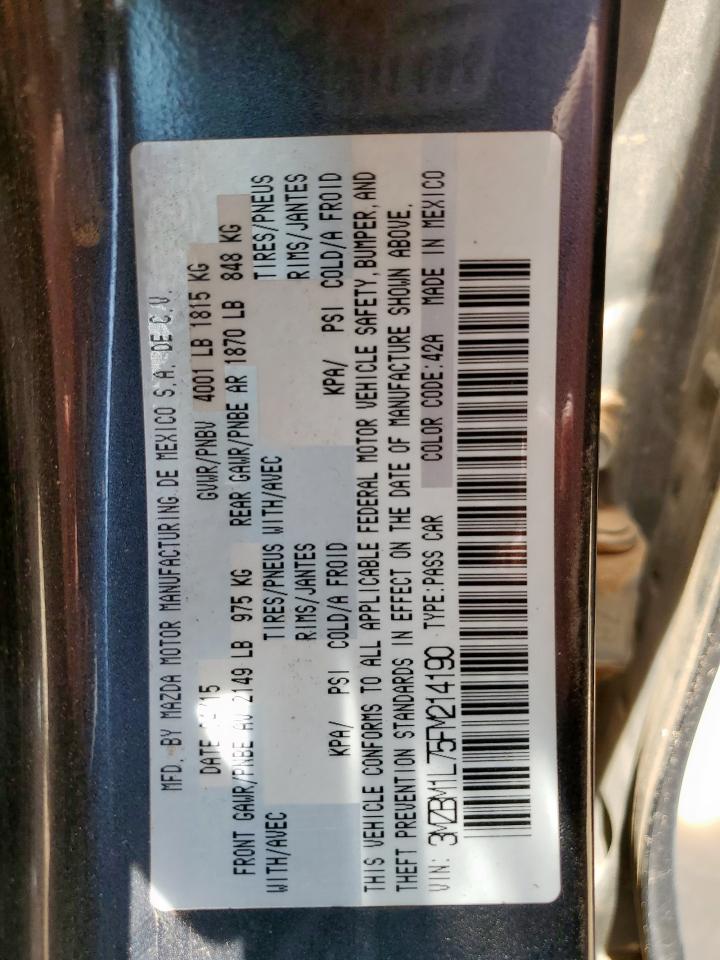 MFD. BY MAZDA MOTOR MANUFACTURING DE MEXICO S.A. DE C.V.
DATE: 04/15 GVWR/PNBV 4001 LB 1815 KG
FRONT GAWR/PNBE AV 2149 LB 975 KG REAR GAWR/PNBE AR 1870 LB 848 KG
WITH/AVEC TIRES/PNEUS WITH/AVEC TIRES/PNEUS
RIMS/JANTES RIMS/JANTES
KPA/ PSI COLD/A FROID KPA/ PSI COLD/A FROID
THIS VEHICLE CONFORMS TO ALL APPLICABLE FEDERAL MOTOR VEHICLE SAFETY, BUMPER, AND
THEFT PREVENTION STANDARDS IN EFFECT ON THE DATE OF MANUFACTURE SHOWN ABOVE.
VIN: 3MZBM1L75FM214190 TYPE:PASS CAR COLOR CODE:42A MADE IN MEXICO